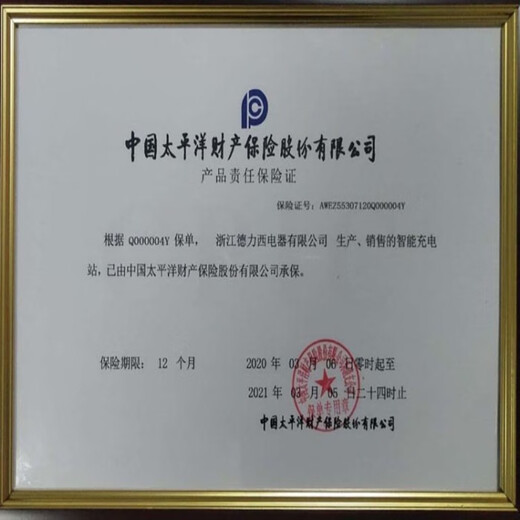 中国太平洋财产保险股份有限公司
产品责任保险证
保险证号：AWEZ55307120Q000004Y
根据 Q000004Y 保单， 浙江德力西电器有限公司 生产、销售的智能充电
站，已由中国太平洋财产保险股份有限公司承保。
保险期限： 12 个月 2020 年 03 月 06 日零时起至
2021 年 03 月 05 日二十四时止
保单专用章
中国太平洋财产保险股份有限公司